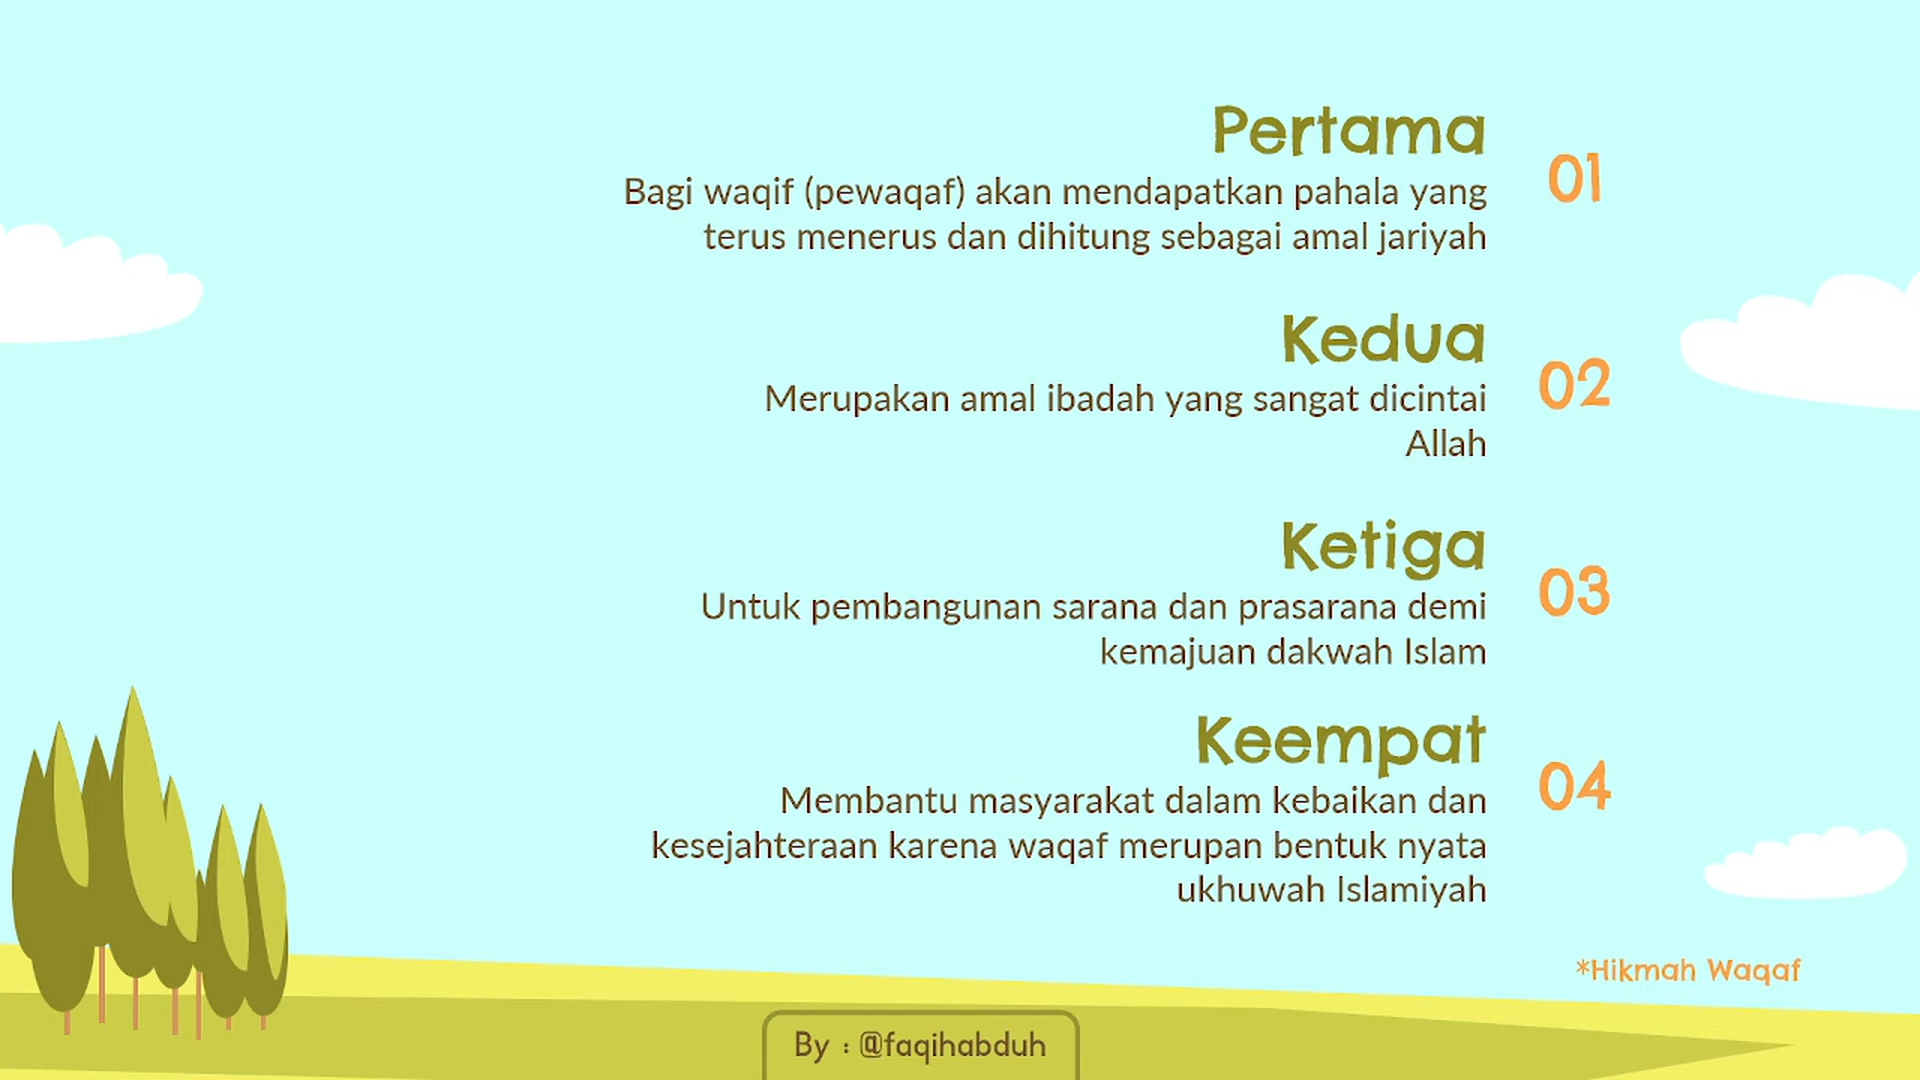 Pertama
01
Bagi waqif (pewaqaf) akan mendapatkan pahala yang
terus menerus dan dihitung sebagai amal jariyah
Kedua
02
Merupakan amal ibadah yang sangat dicintai
Allah
Ketiga
03
Untuk pembangunan sarana dan prasarana demi
kemajuan dakwah Islam
Keempat
04
Membantu masyarakat dalam kebaikan dan
kesejahteraan karena waqaf merupan bentuk nyata
ukhuwah Islamiyah
*Hikmah Waqaf
By : @faqihabduh